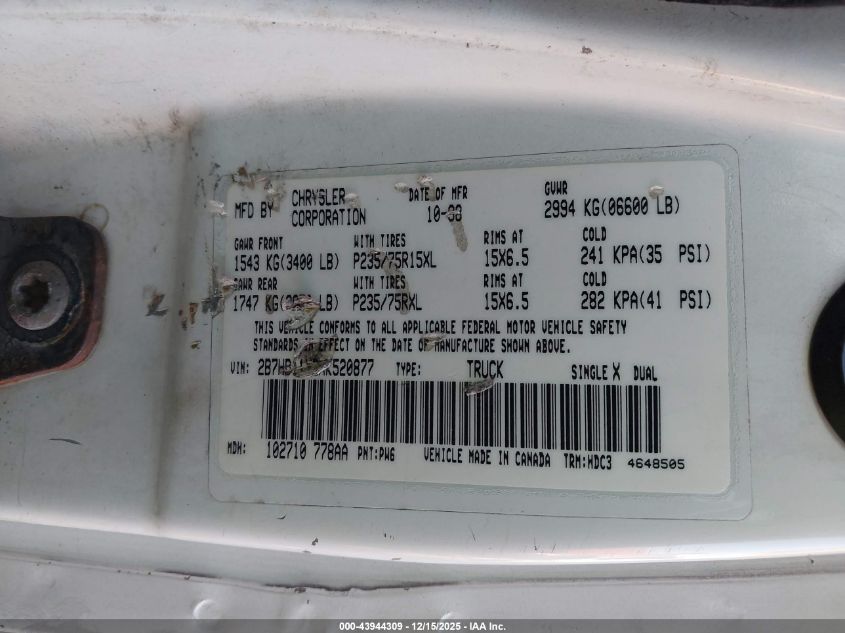 MFD BY CHRYSLER CORPORATION DATE OF MFR GVWR 2994 KG(06600 LB)
GAWR FRONT WITH TIRES RIMS AT COLD
1543 KG(3400 LB) P235/75R15XL 15X6.5 241 KPA(35 PSI)
GAWR REAR WITH TIRES RIMS AT COLD
1747 KG( LB) P235/75RXL 15X6.5 282 KPA(41 PSI)
THIS VEHICLE CONFORMS TO ALL APPLICABLE FEDERAL MOTOR VEHICLE SAFETY
STANDARDS IN EFFECT ON THE DATE OF MANUFACTURE SHOWN ABOVE.
VIN: TYPE: TRUCK SINGLE X DUAL
MDH: 102710 778AA PNT:PW6 VEHICLE MADE IN CANADA TRM:WDC3 4648505
000-43944309 - 12/15/2025 - IAA Inc.